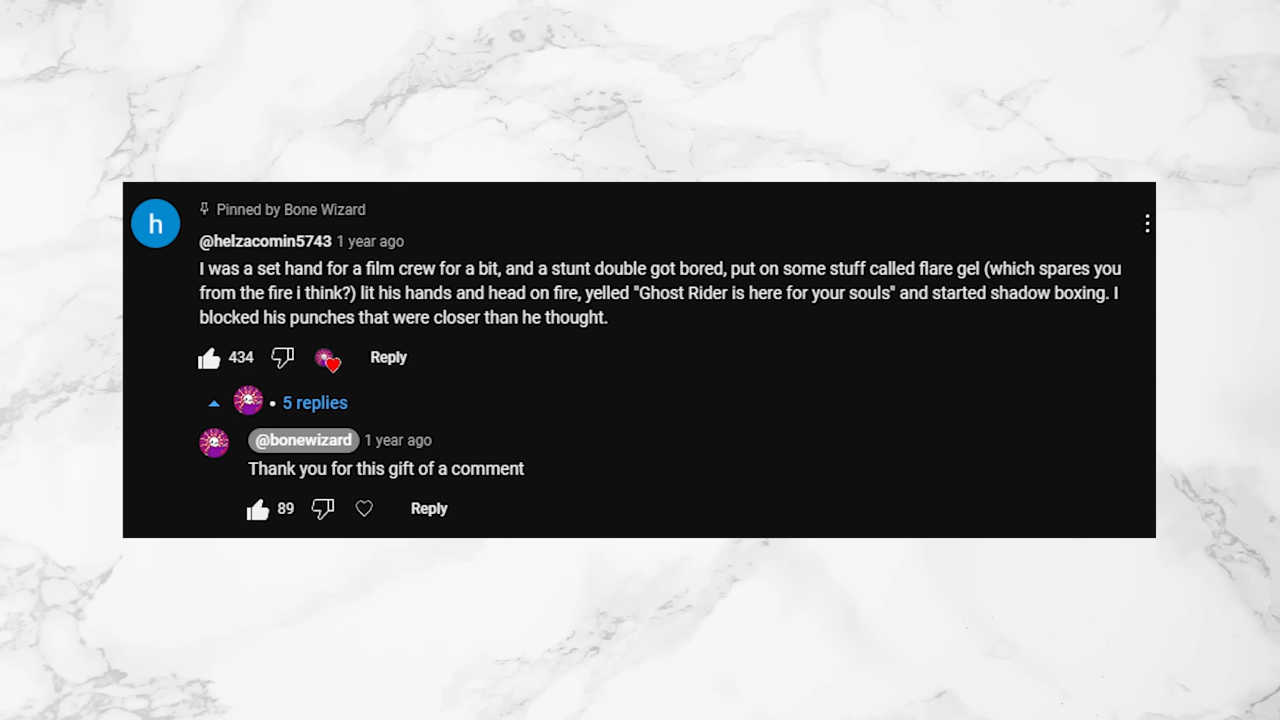 h
Pinned by Bone Wizard
@helzacomin5743 1 year ago
I was a set hand for a film crew for a bit, and a stunt double got bored, put on some stuff called flare gel (which spares you
from the fire i think?) lit his hands and head on fire, yelled "Ghost Rider is here for your souls" and started shadow boxing. I
blocked his punches that were closer than he thought.
434 Reply
• 5 replies
@bonewizard 1 year ago
Thank you for this gift of a comment
89 Reply